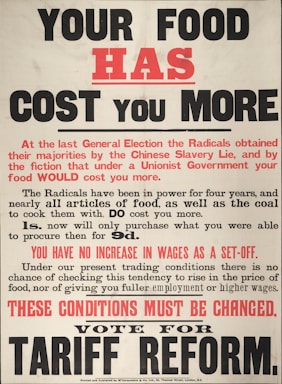 YOUR FOOD
HAS
COST YOU MORE
At the last General Election the Radicals obtained
their majorities by the Chinese Slavery Lie, and by
the fiction that under a Unionist Government your
food WOULD cost you more.
The Radicals have been in power for four years, and
nearly all articles of food, as well as the coal
to cook them with, DO cost you more.
1s. now will only purchase what you were able
to procure then for 9d.
YOU HAVE NO INCREASE IN WAGES AS A SET-OFF.
Under our present trading conditions there is no
chance of checking this tendency to rise in the price of
food, nor of giving you fuller employment or higher wages.
THESE CONDITIONS MUST BE CHANGED.
VOTE FOR
TARIFF REFORM.